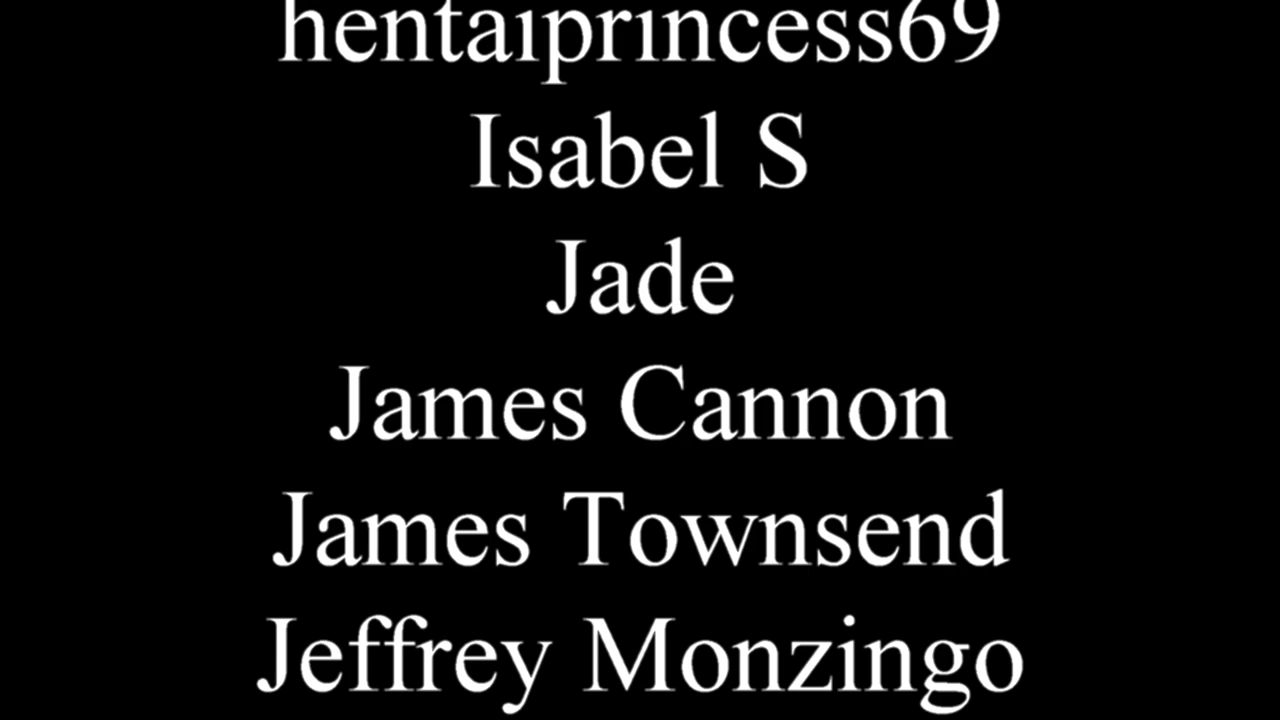 hentaiprincess69
Isabel S
Jade
James Cannon
James Townsend
Jeffrey Monzingo